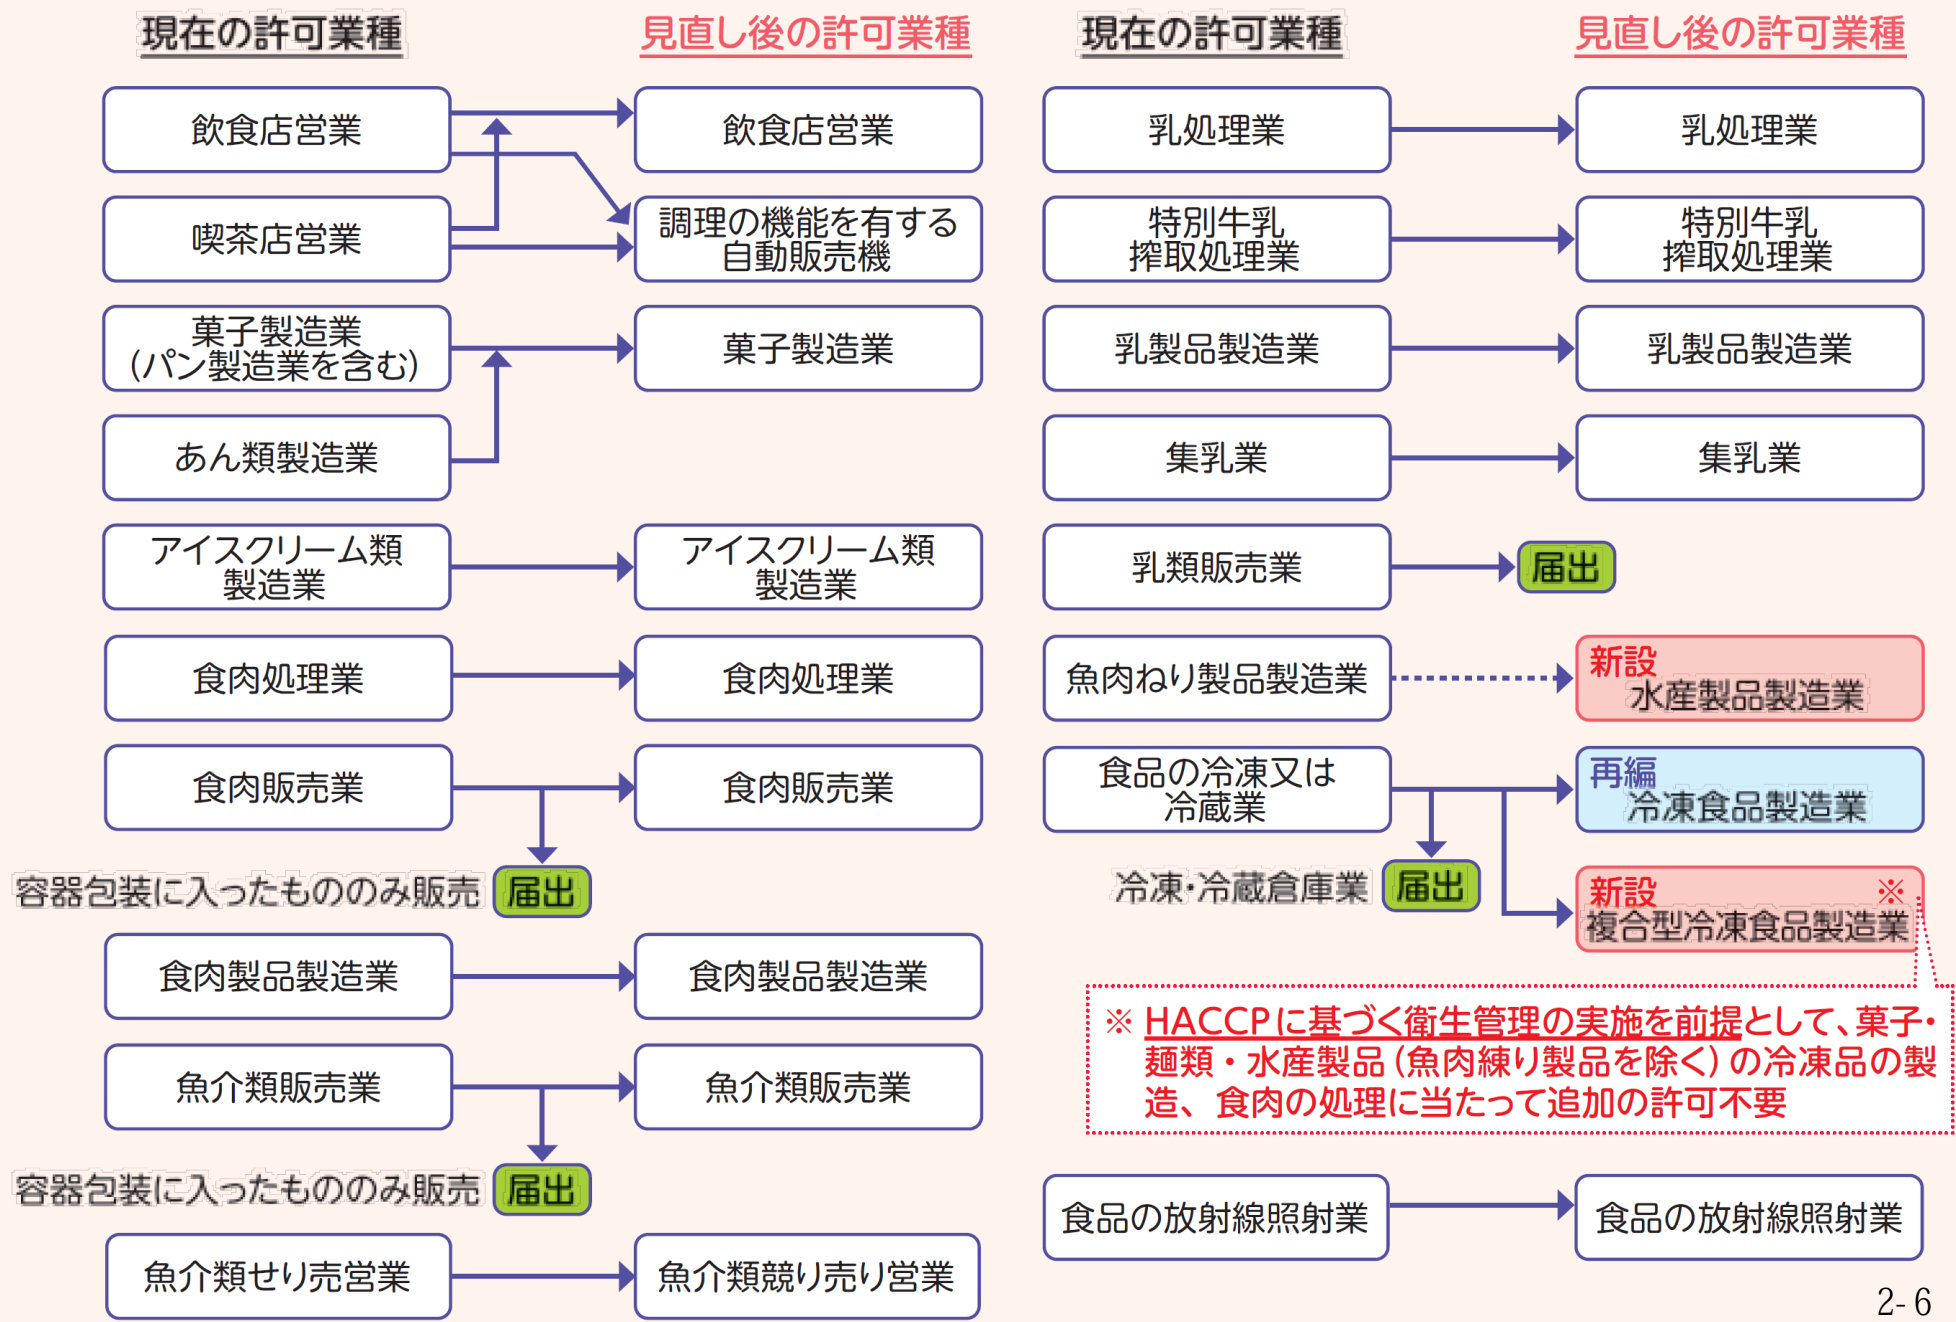 現在の許可業種
見直し後の許可業種
飲食店営業
飲食店営業
喫茶店営業
調理の機能を有する
自動販売機
菓子製造業
(パン製造業を含む)
菓子製造業
あん類製造業
アイスクリーム類
製造業
アイスクリーム類
製造業
食肉処理業
食肉処理業
食肉販売業
食肉販売業
容器包装に入ったもののみ販売
届出
食肉製品製造業
食肉製品製造業
魚介類販売業
魚介類販売業
容器包装に入ったもののみ販売
届出
魚介類せり売営業
魚介類競り売り営業
現在の許可業種
見直し後の許可業種
乳処理業
乳処理業
特別牛乳
搾取処理業
特別牛乳
搾取処理業
乳製品製造業
乳製品製造業
集乳業
集乳業
乳類販売業
届出
魚肉ねり製品製造業
新設
水産製品製造業
食品の冷凍又は
冷蔵業
再編
冷凍食品製造業
冷凍・冷蔵倉庫業
届出
新設 ※
複合型冷凍食品製造業
※ HACCPに基づく衛生管理の実施を前提として、菓子・
麺類・水産製品(魚肉練り製品を除く)の冷凍品の製
造、食肉の処理に当たって追加の許可不要
食品の放射線照射業
食品の放射線照射業
2-6